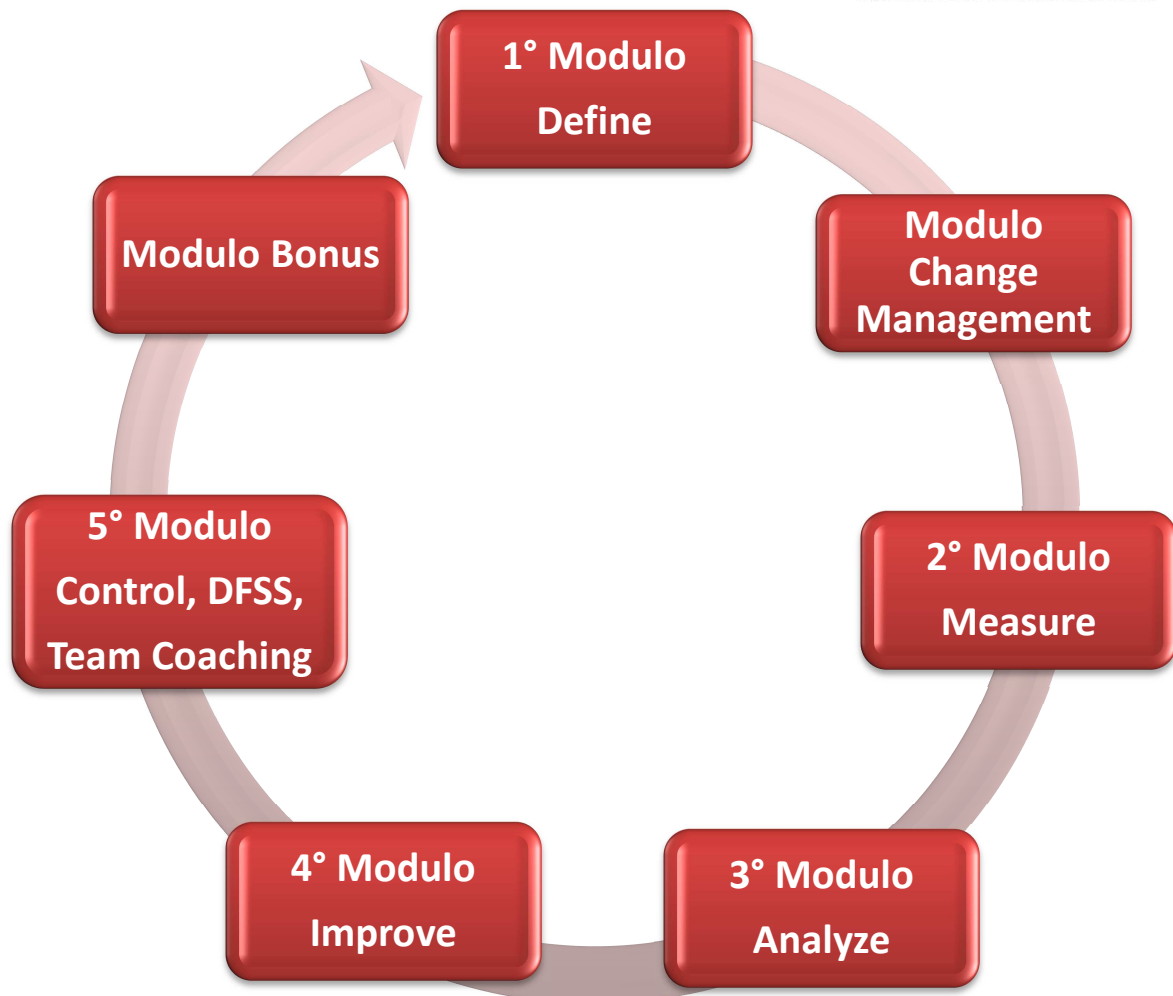 1° Modulo
Define
Modulo
Change
Management
2° Modulo
Measure
3° Modulo
Analyze
4° Modulo
Improve
5° Modulo
Control, DFSS,
Team Coaching
Modulo Bonus